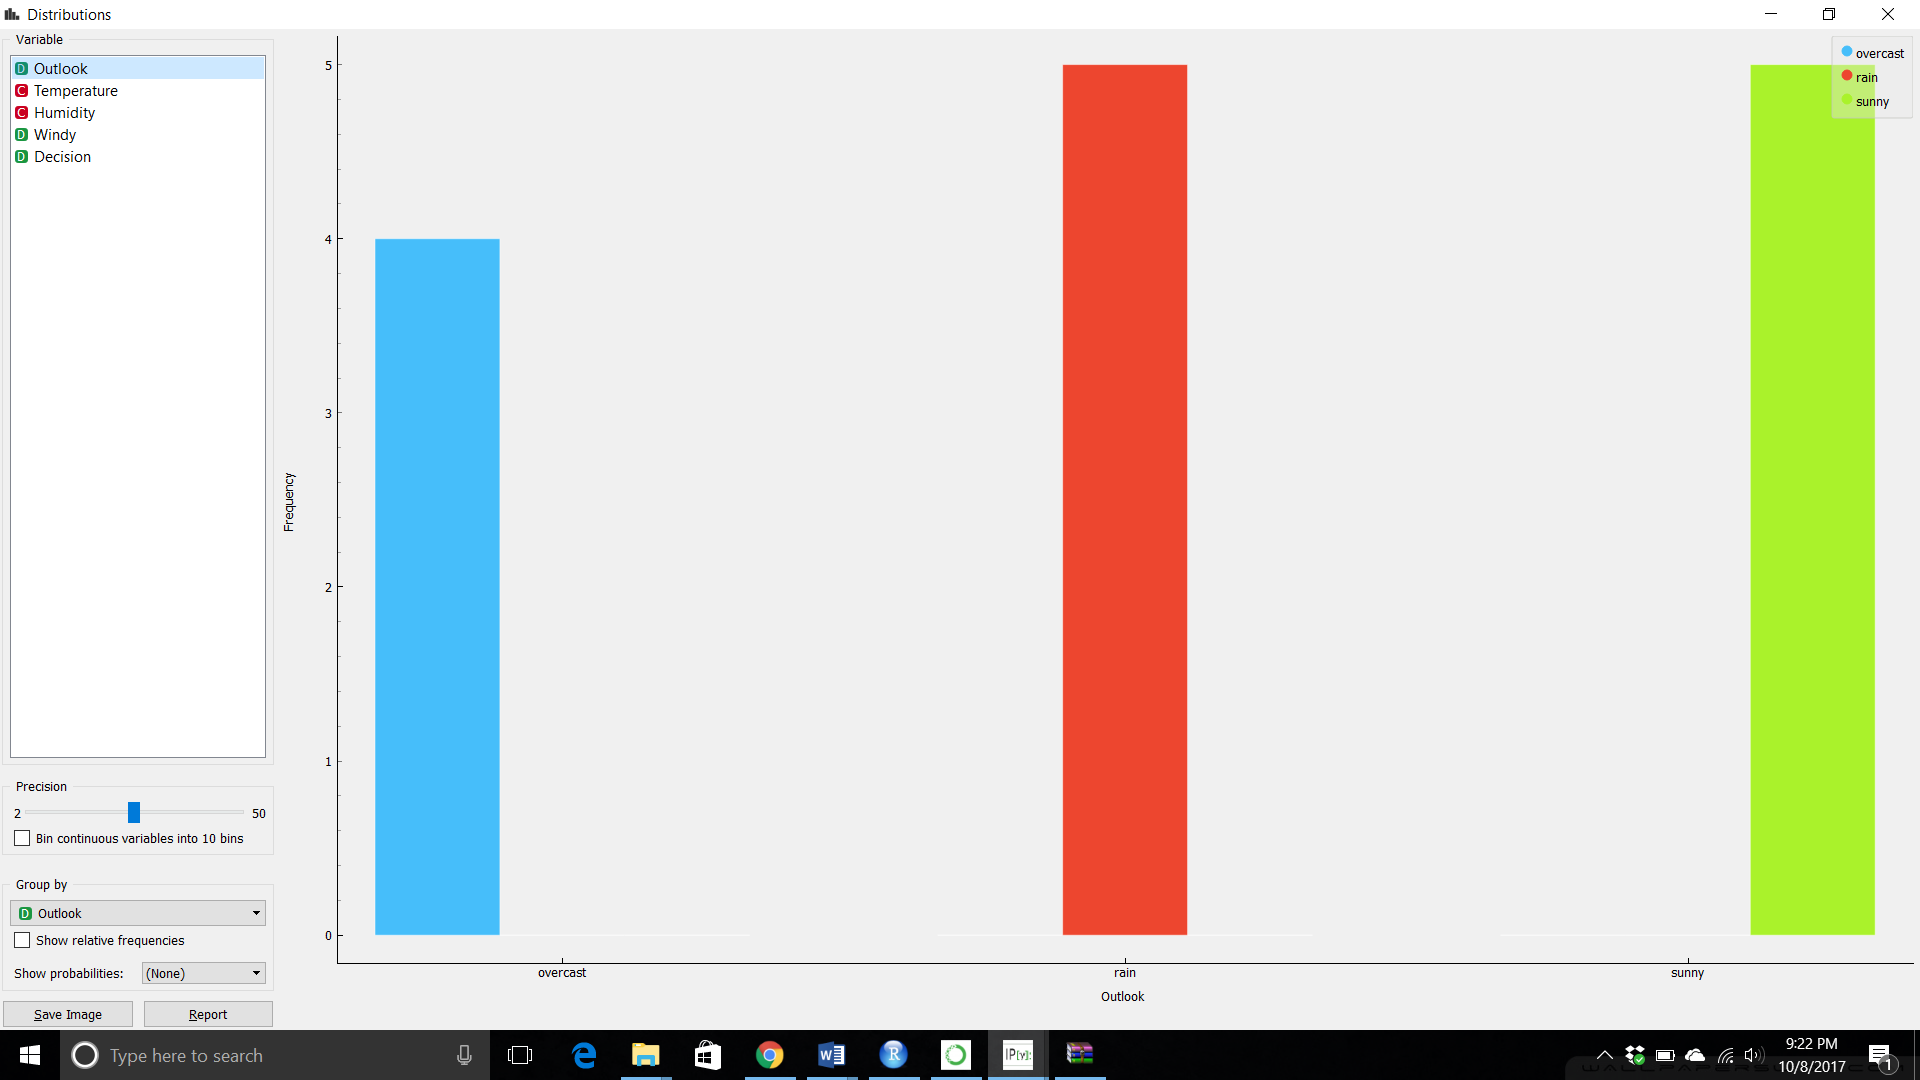 Distributions
Variable
D Outlook
C Temperature
C Humidity
D Windy
D Decision
Precision
2 50
Bin continuous variables into 10 bins
Group by
D Outlook
Show relative frequencies
Show probabilities: (None)
Save Image Report
Frequency
5
4
3
2
1
0
overcast rain sunny
Outlook
overcast
rain
sunny
Type here to search
W
R
IP[y]:
9:22 PM
10/8/2017
1